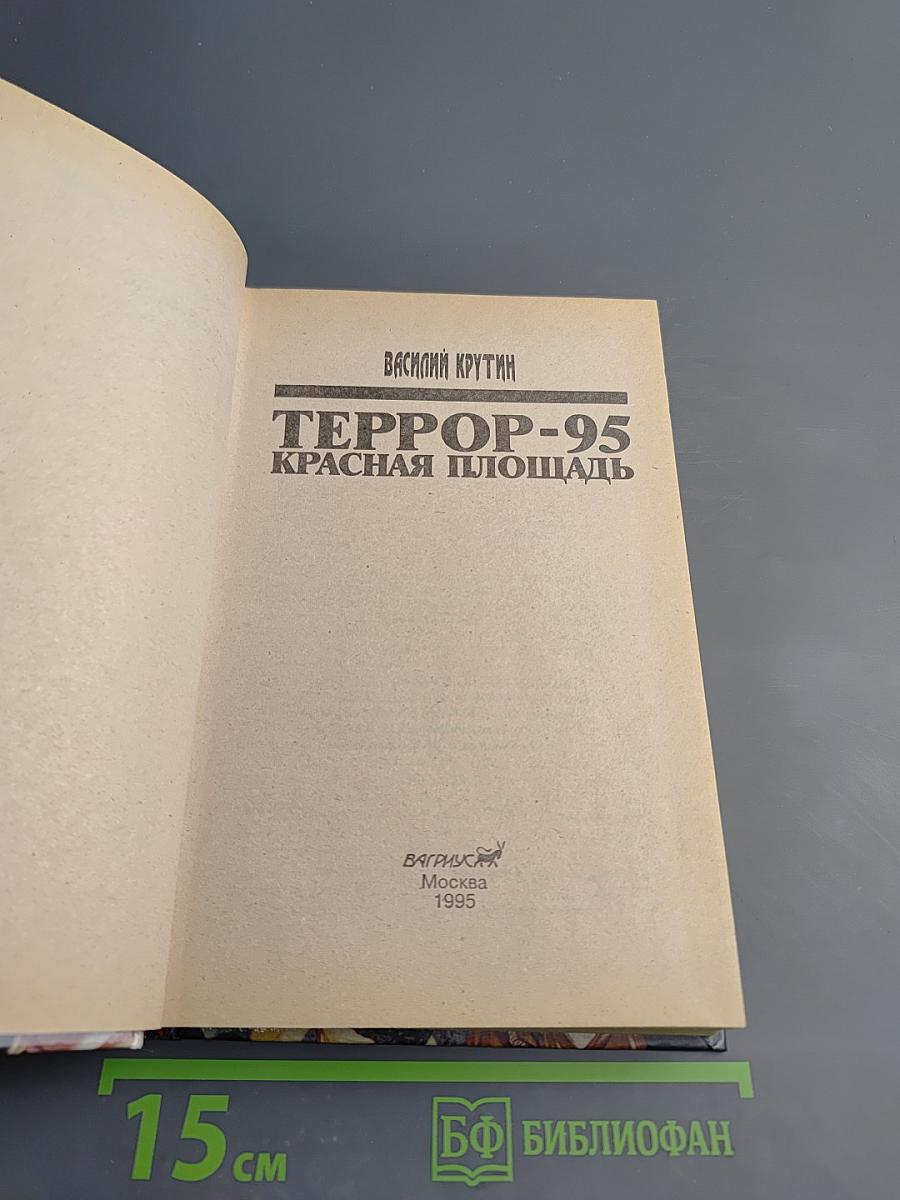 ВАСИЛИЙ КРУТИН
ТЕРРОР-95
КРАСНАЯ ПЛОЩАДЬ
ВАГРИУС
Москва
1995
15 см
БФ БИБЛИОФАН